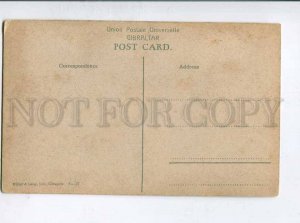 Union Postale Universelle
GIBRALTAR
POST CARD.
Correspondence
Address
NOT FOR COPY